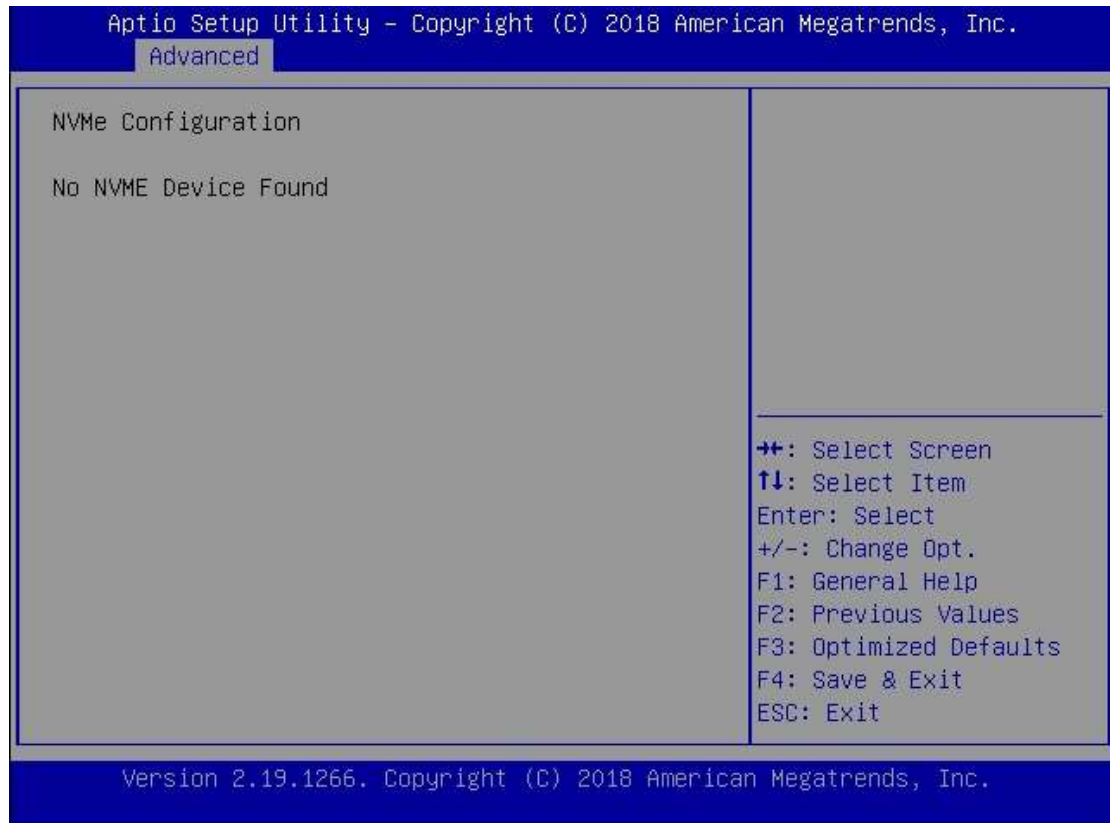 Aptio Setup Utility – Copyright (C) 2018 American Megatrends, Inc.
Advanced
NVMe Configuration
No NVME Device Found
→←: Select Screen
↑↓: Select Item
Enter: Select
+/-: Change Opt.
F1: General Help
F2: Previous Values
F3: Optimized Defaults
F4: Save & Exit
ESC: Exit
Version 2.19.1266. Copyright (C) 2018 American Megatrends, Inc.